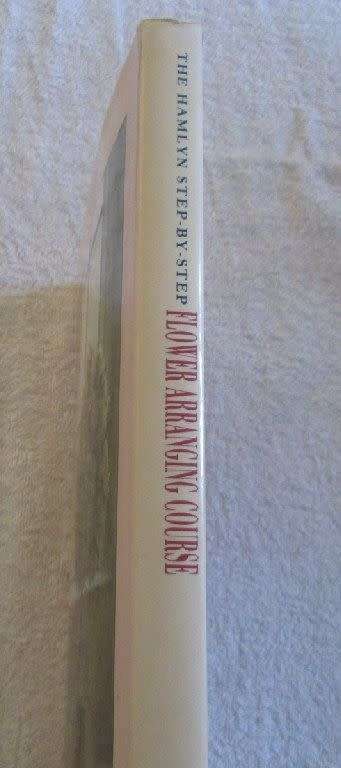 THE HAMLYN STEP-BY-STEP
FLOWER ARRANGING COURSE